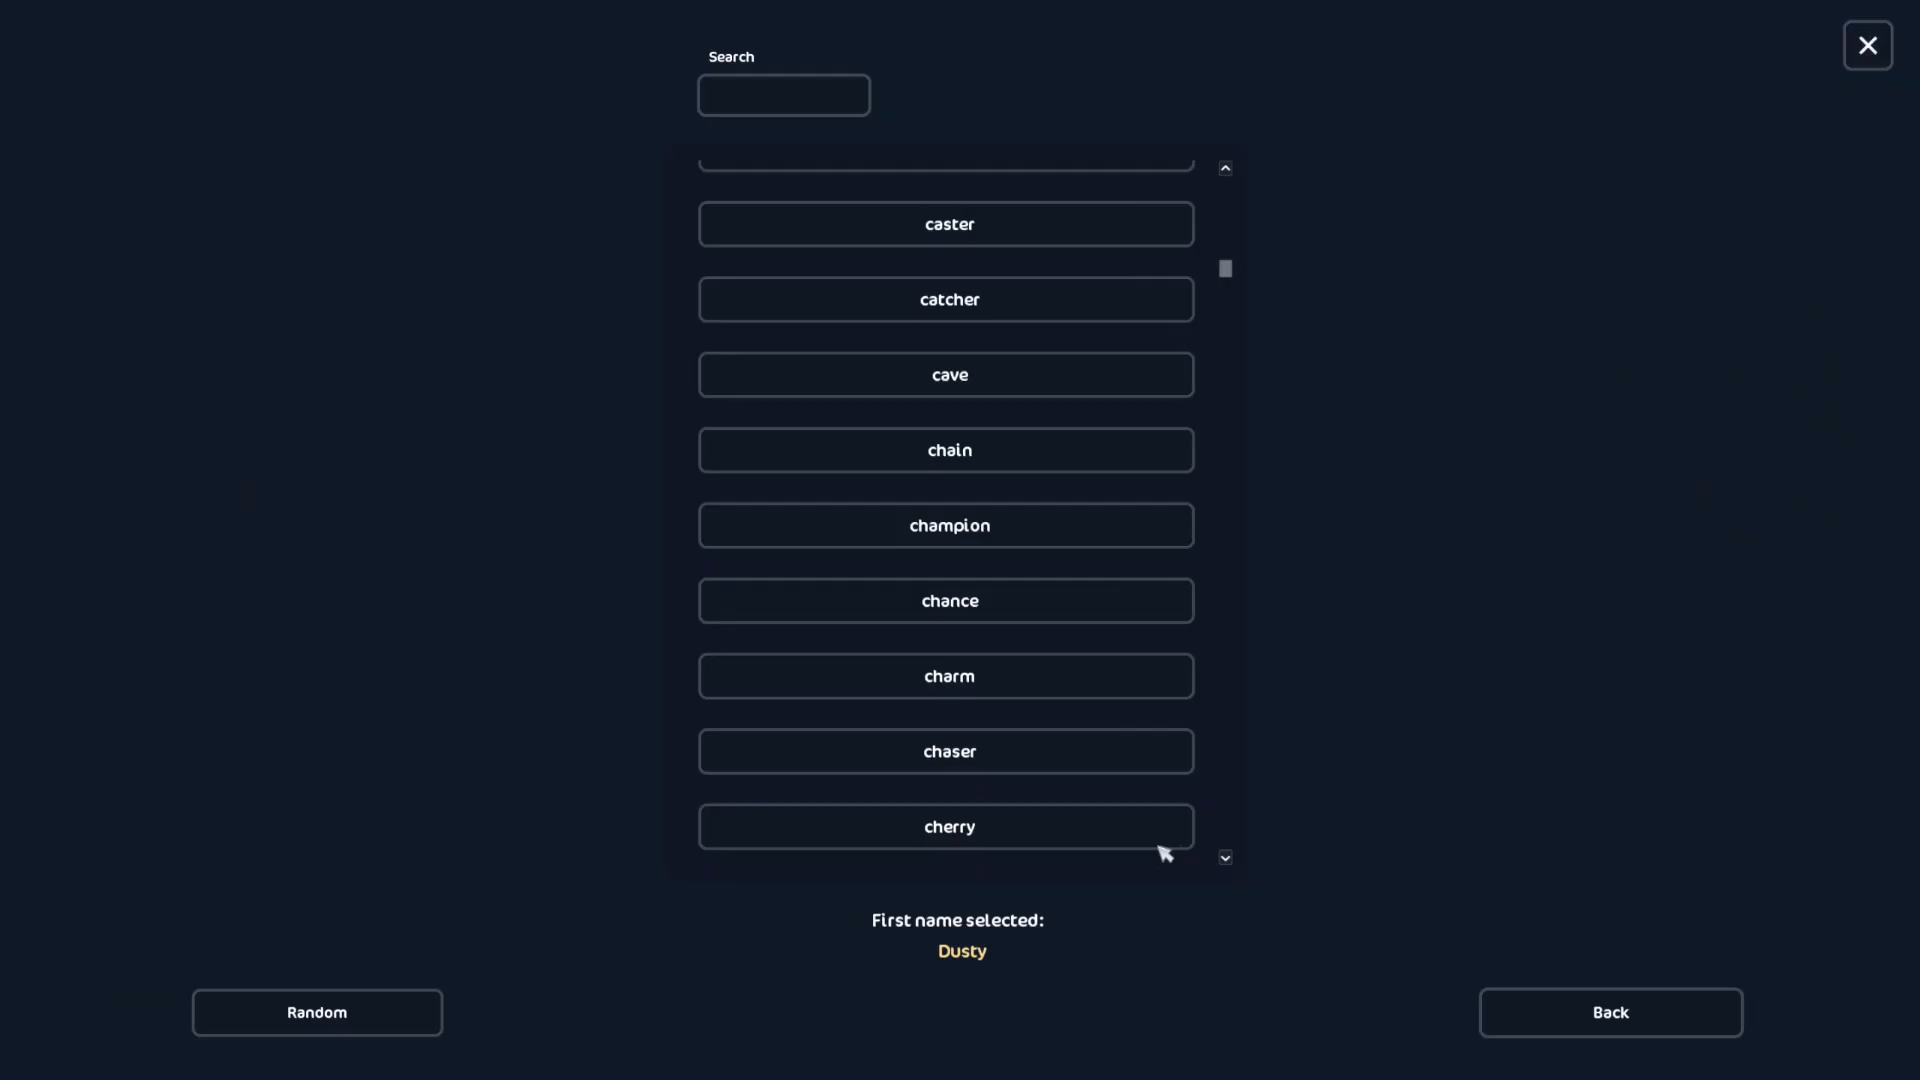 Search
caster
catcher
cave
chain
champion
chance
charm
chaser
cherry
First name selected:
Dusty
Random
Back